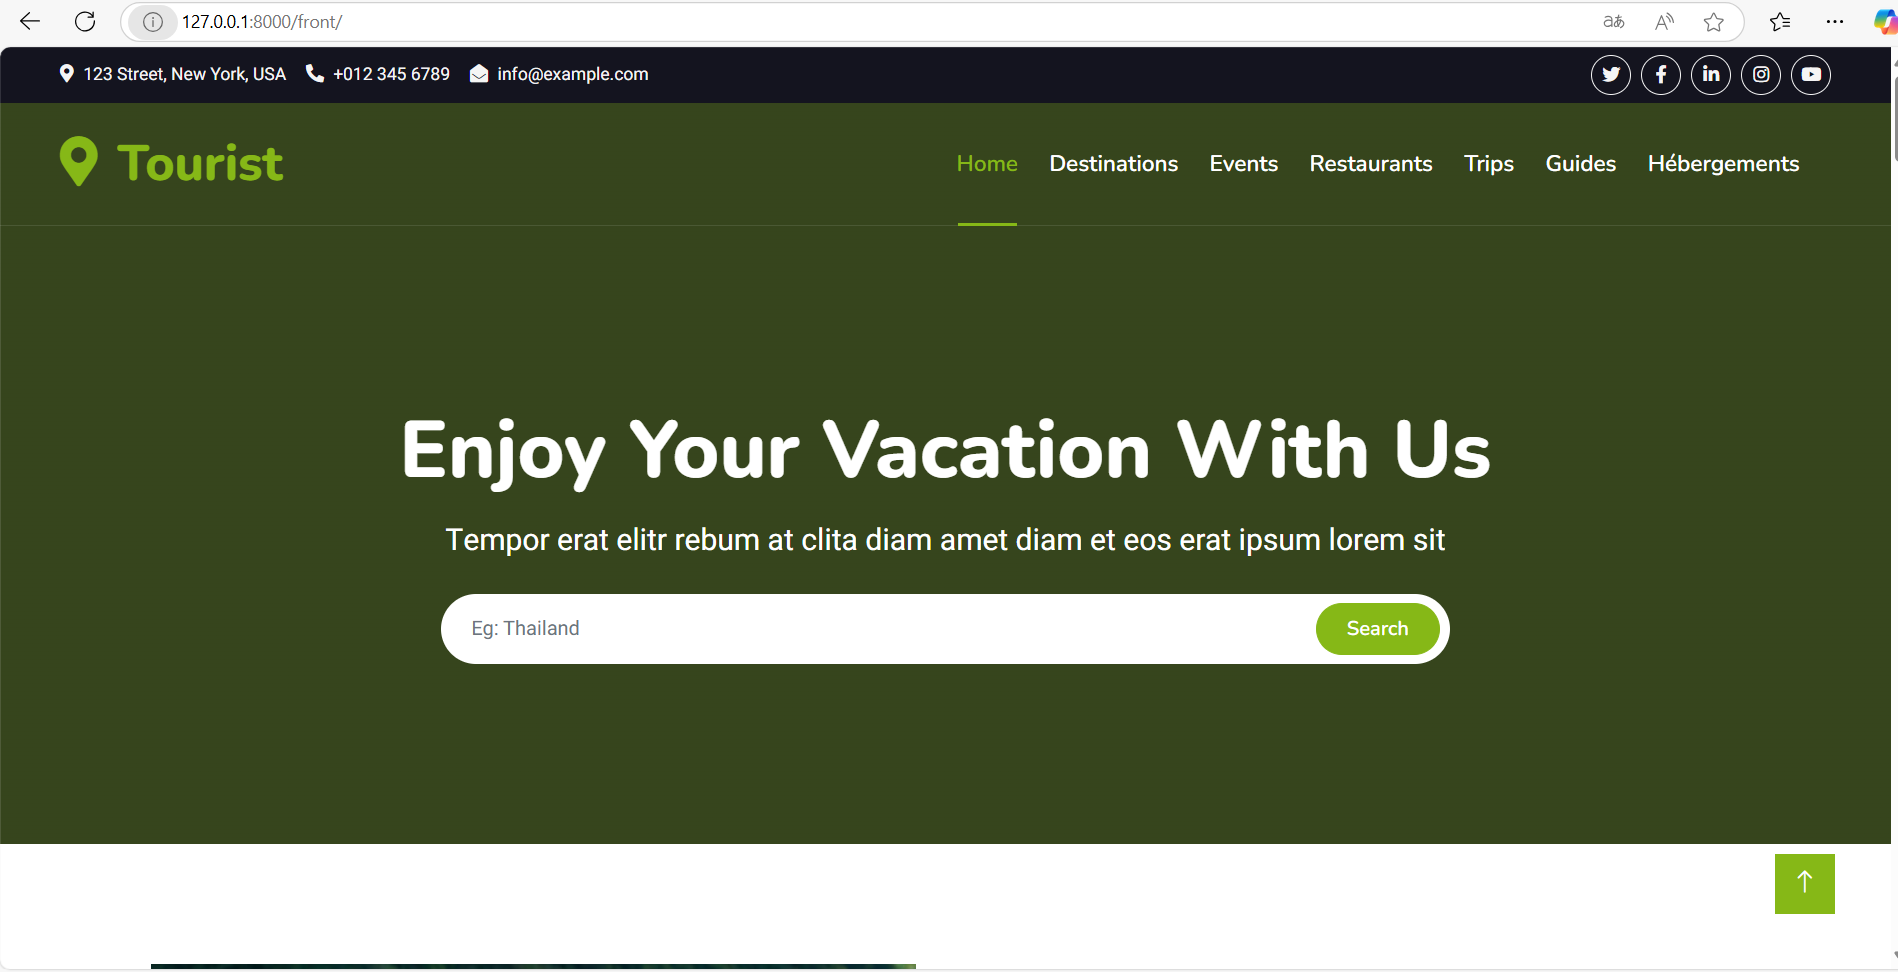 127.0.0.1:8000/front/
123 Street, New York, USA +012 345 6789 info@example.com
Tourist
Home Destinations Events Restaurants Trips Guides Hébergements
Enjoy Your Vacation With Us
Tempor erat elitr rebum at clita diam amet diam et eos erat ipsum lorem sit
Eg: Thailand Search